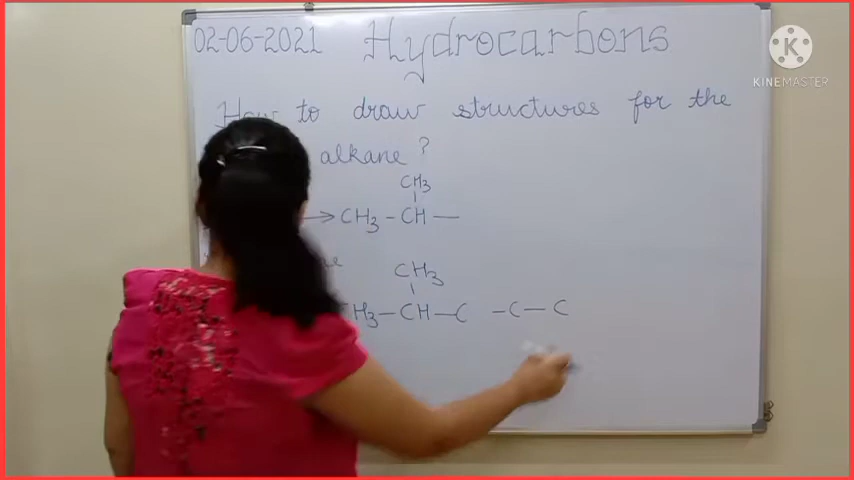 02-06-2021 Hydrocarbons
KINEMASTER
How to draw structures for the
alkane ?
CH3
→ CH3 - CH —
CH3
H3 — CH — C - C — C